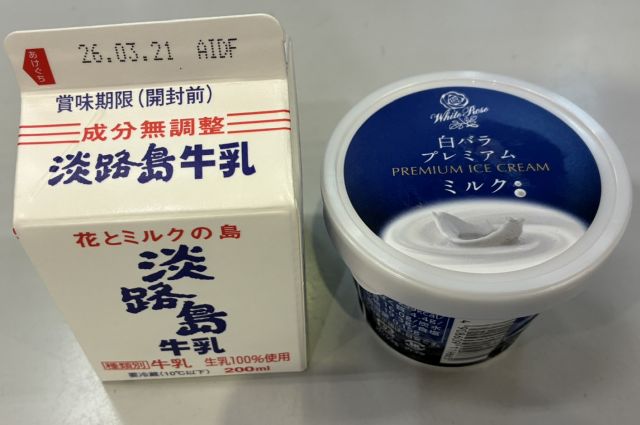 あけぐち
26.03.21 AIDF
賞味期限(開封前)
成分無調整
淡路島牛乳
花とミルクの島
淡路島
牛乳
種類別 牛乳 生乳100%使用
要冷蔵(10℃以下) 200ml
White Rose
白バラ
プレミアム
PREMIUM ICE CREAM
ミルク